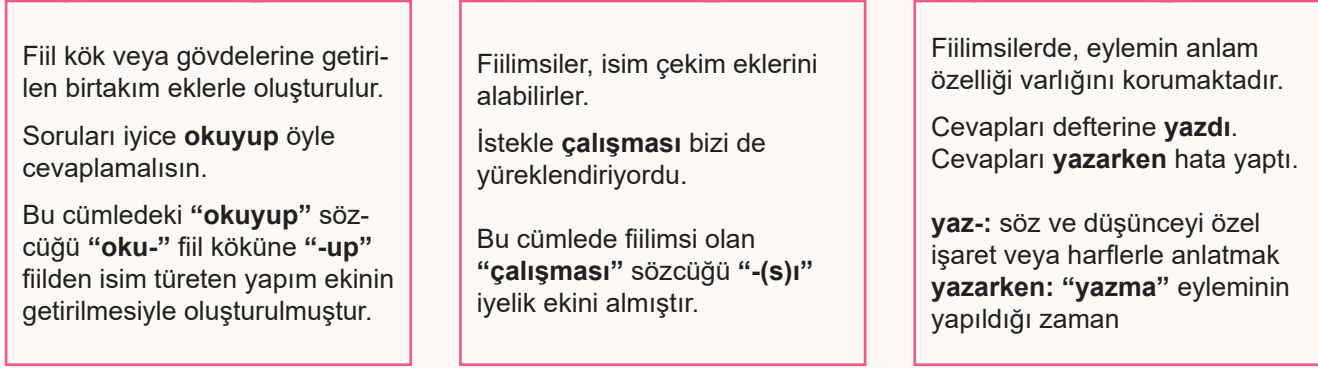 Fiil kök veya gövdelerine getiri-
len birtakım eklerle oluşturulur.
Soruları iyice okuyup öyle
cevaplamalısın.
Bu cümledeki “okuyup” söz-
cüğü “oku-” fiil köküne “-up”
fiilden isim türeten yapım ekinin
getirilmesiyle oluşturulmuştur.
Fiilimsiler, isim çekim eklerini
alabilirler.
İstekle çalışması bizi de
yüreklendiriyordu.
Bu cümlede fiilimsi olan
“çalışması” sözcüğü “-(s)ı”
iyelik ekini almıştır.
Fiilimsilerde, eylemin anlam
özelliği varlığını korumaktadır.
Cevapları defterine yazdı.
Cevapları yazarken hata yaptı.
yaz-: söz ve düşünceyi özel
işaret veya harflerle anlatmak
yazarken: “yazma” eyleminin
yapıldığı zaman